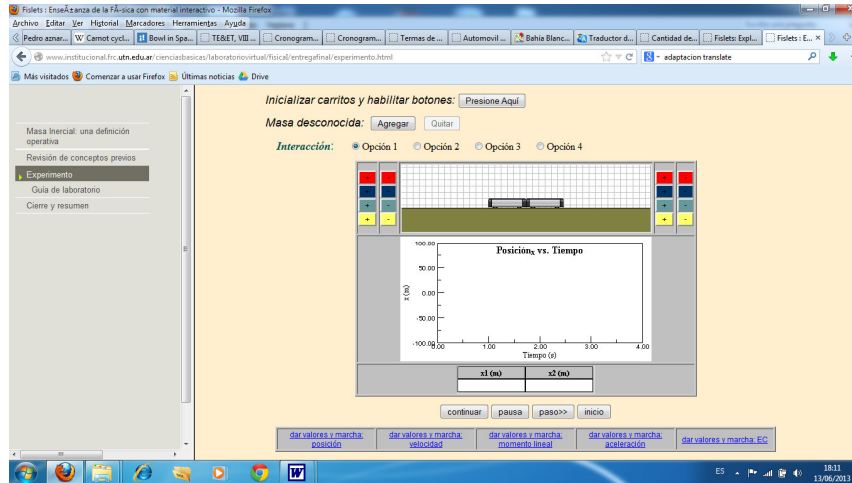 Fislets : EnseÃ±anza de la FÃ-sica con material interactivo - Mozilla Firefox
Archivo Editar Ver Historial Marcadores Herramientas Ayuda
Pedro aznar... Carnot cycl... Bowl in Spa... TE&ET, VIII ... Cronogram... Cronogram... Termas de ... Automovil ... Bahía Blanc... Traductor d... Cantidad de... Fislets: Expl... Fislets : E...
www.institucional.frc.utn.edu.ar/cienciasbasicas/laboratoriovirtual/fisicaI/entregafinal/experimento.html
adaptacion translate
Más visitados Comenzar a usar Firefox Últimas noticias Drive
Inicializar carritos y habilitar botones: Presione Aquí
Masa desconocida: Agregar Quitar
Interacción: Opción 1 Opción 2 Opción 3 Opción 4
Masa Inercial: una definición
operativa
Revisión de conceptos previos
Experimento
Guía de laboratorio
Cierre y resumen
+ - + -
+ - + -
+ - + -
+ - + -
Posiciónx vs. Tiempo
100.00
50.00
0.00
-50.00
-100.00
x (m)
0.00 1.00 2.00 3.00 4.00
Tiempo (s)
x1 (m) x2 (m)
continuar pausa paso>> inicio
dar valores y marcha: posición
dar valores y marcha: velocidad
dar valores y marcha: momento lineal
dar valores y marcha: aceleración
dar valores y marcha: EC
ES
18:11
13/06/2013